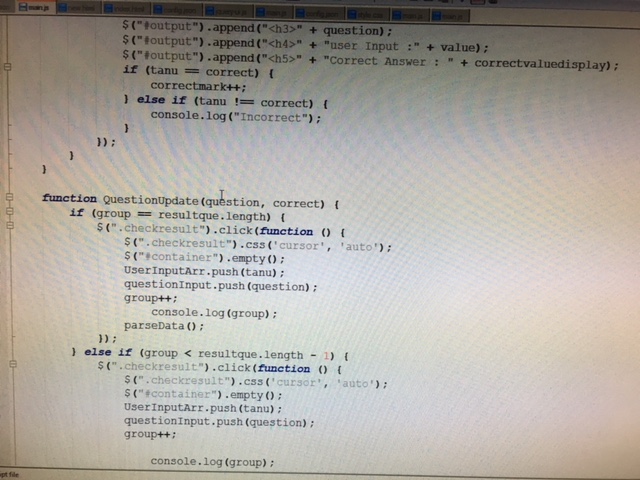 main.js
$("#output").append("<h3>" + question);
$("#output").append("<h4>" + "user Input :" + value);
$("#output").append("<h5>" + "Correct Answer : " + correctvaluedisplay);
if (tanu == correct) {
correctmark++;
} else if (tanu != correct) {
console.log("Incorrect");
}
});
}
}
function QuestionUpdate(question, correct) {
if (group == resultque.length) {
$(".checkresult").click(function () {
$(".checkresult").css('cursor', 'auto');
$("#container").empty();
UserInputArr.push(tanu);
questionInput.push(question);
group++;
console.log(group);
parseData();
});
} else if (group < resultque.length - 1) {
$(".checkresult").click(function () {
$(".checkresult").css('cursor', 'auto');
$("#container").empty();
UserInputArr.push(tanu);
questionInput.push(question);
group++;
console.log(group);
pt file